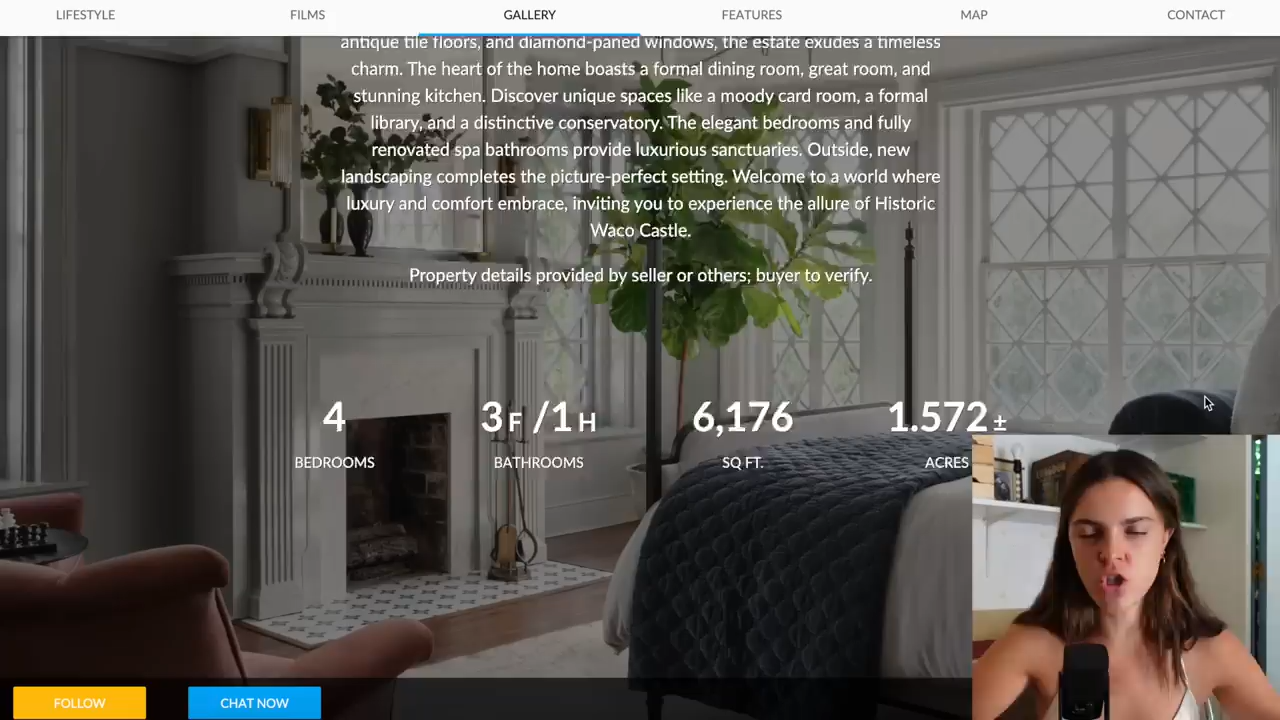 LIFESTYLE FILMS GALLERY FEATURES MAP CONTACT
antique tile floors, and diamond-paned windows, the estate exudes a timeless
charm. The heart of the home boasts a formal dining room, great room, and
stunning kitchen. Discover unique spaces like a moody card room, a formal
library, and a distinctive conservatory. The elegant bedrooms and fully
renovated spa bathrooms provide luxurious sanctuaries. Outside, new
landscaping completes the picture-perfect setting. Welcome to a world where
luxury and comfort embrace, inviting you to experience the allure of Historic
Waco Castle.
Property details provided by seller or others; buyer to verify.
4 3 F /1 H 6,176 1.572 ±
BEDROOMS BATHROOMS SQ FT. ACRES
FOLLOW CHAT NOW